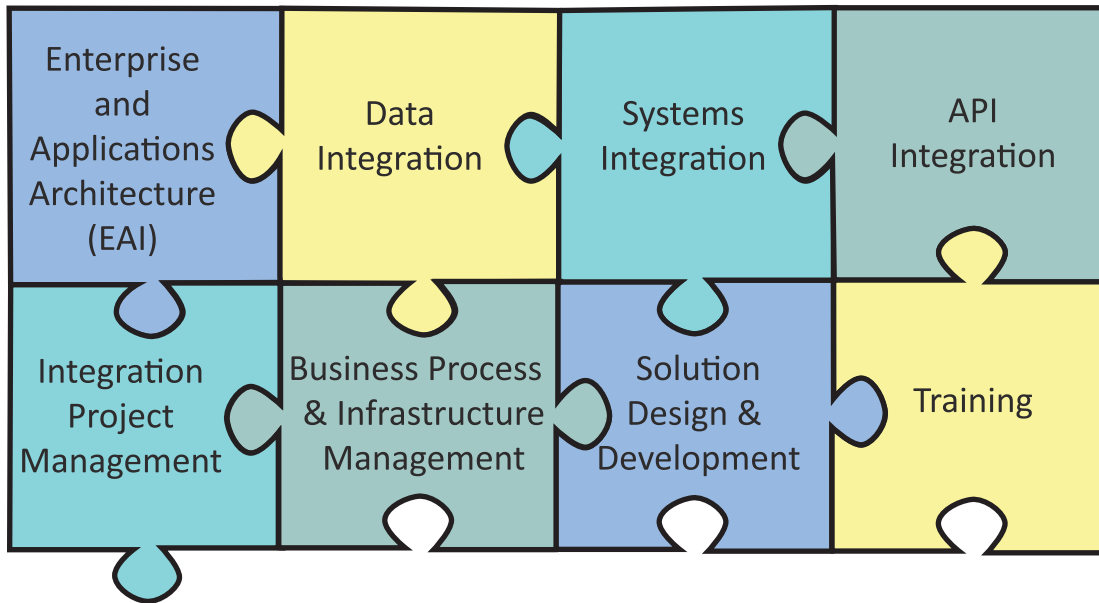 Enterprise
and
Applications
Architecture
(EAI)
Data
Integration
Systems
Integration
API
Integration
Integration
Project
Management
Business Process
& Infrastructure
Management
Solution
Design &
Development
Training